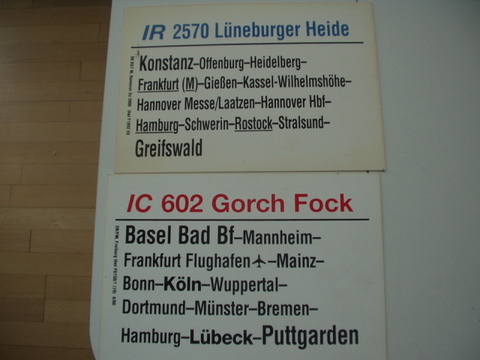 IR 2570 Lüneburger Heide
Konstanz–Offenburg–Heidelberg–
Frankfurt (M)–Gießen–Kassel-Wilhelmshöhe–
Hannover Messe/Laatzen–Hannover Hbf–
Hamburg–Schwerin–Rostock–Stralsund–
Greifswald
IC 602 Gorch Fock
Basel Bad Bf–Mannheim–
Frankfurt Flughafen ✈–Mainz–
Bonn–Köln–Wuppertal–
Dortmund–Münster–Bremen–
Hamburg–Lübeck–Puttgarden